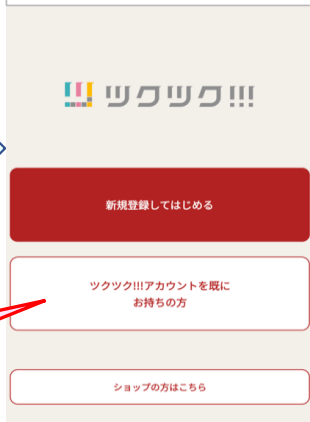 ツクツク!!!
新規登録してはじめる
ツクツク!!!アカウントを既に
お持ちの方
ショップの方はこちら